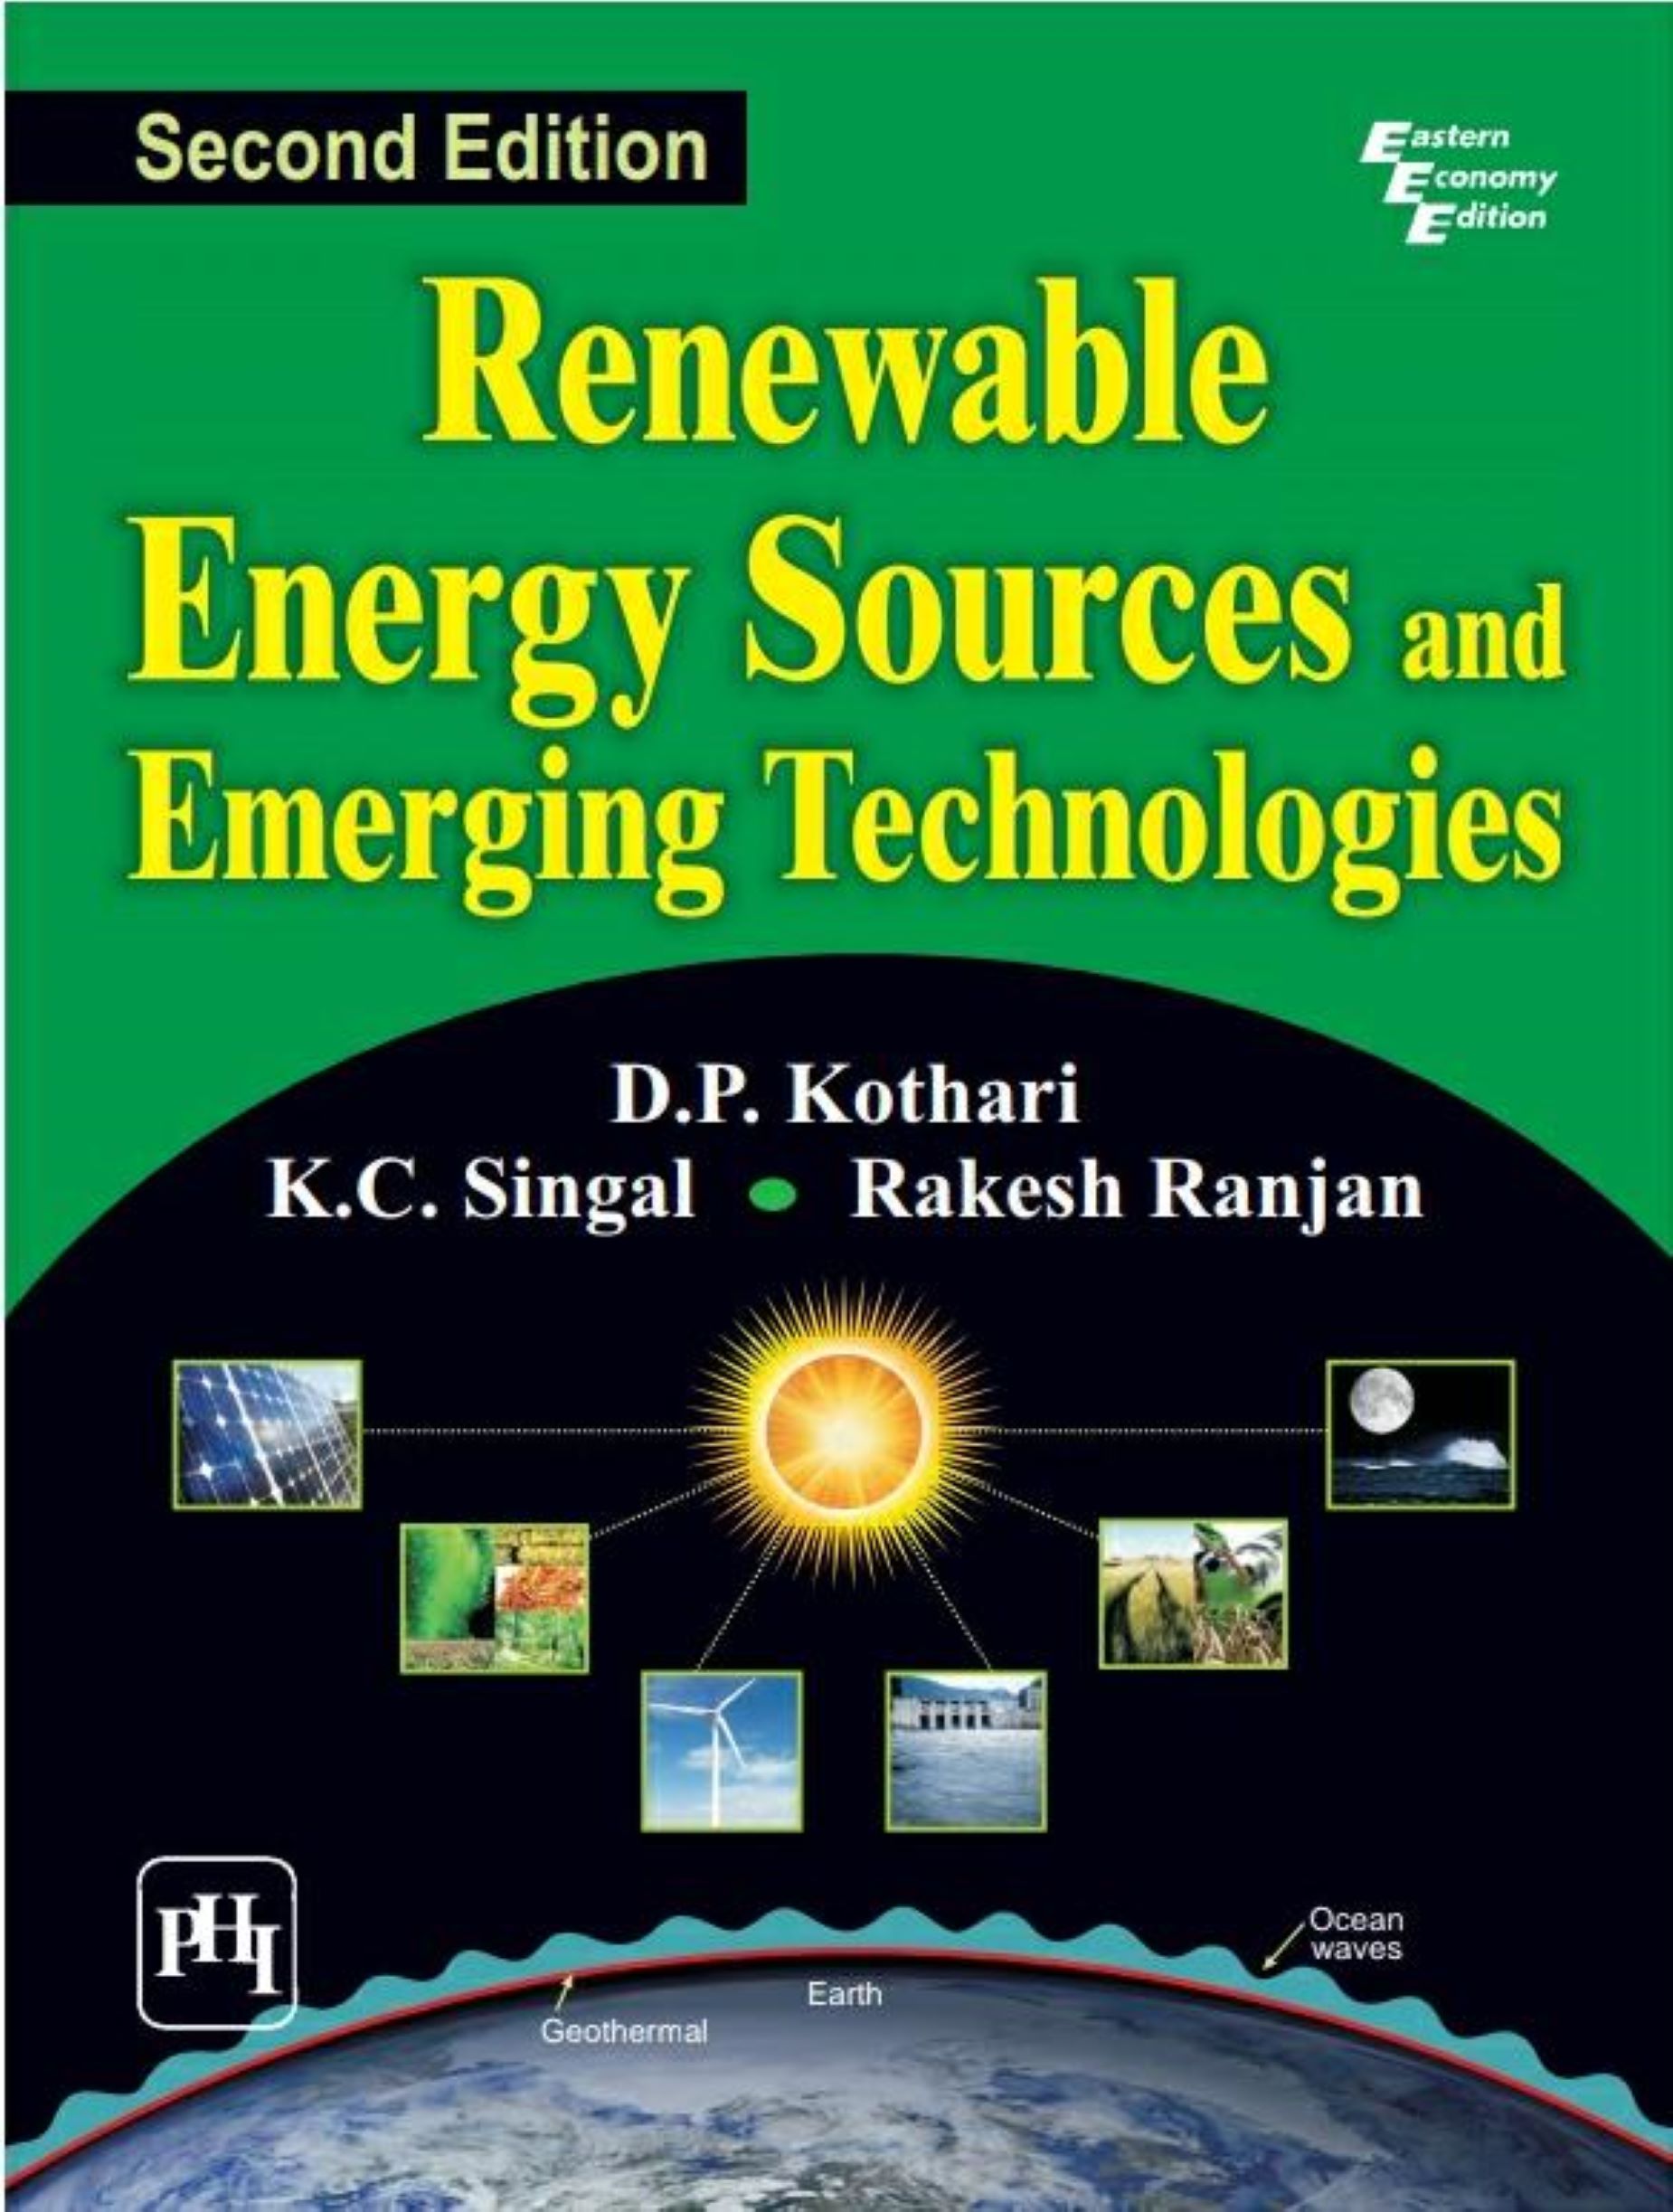 Second Edition
Eastern
Economy
Edition
Renewable
Energy Sources and
Emerging Technologies
D.P. Kothari
K.C. Singal • Rakesh Ranjan
PHI
Ocean
waves
Earth
Geothermal